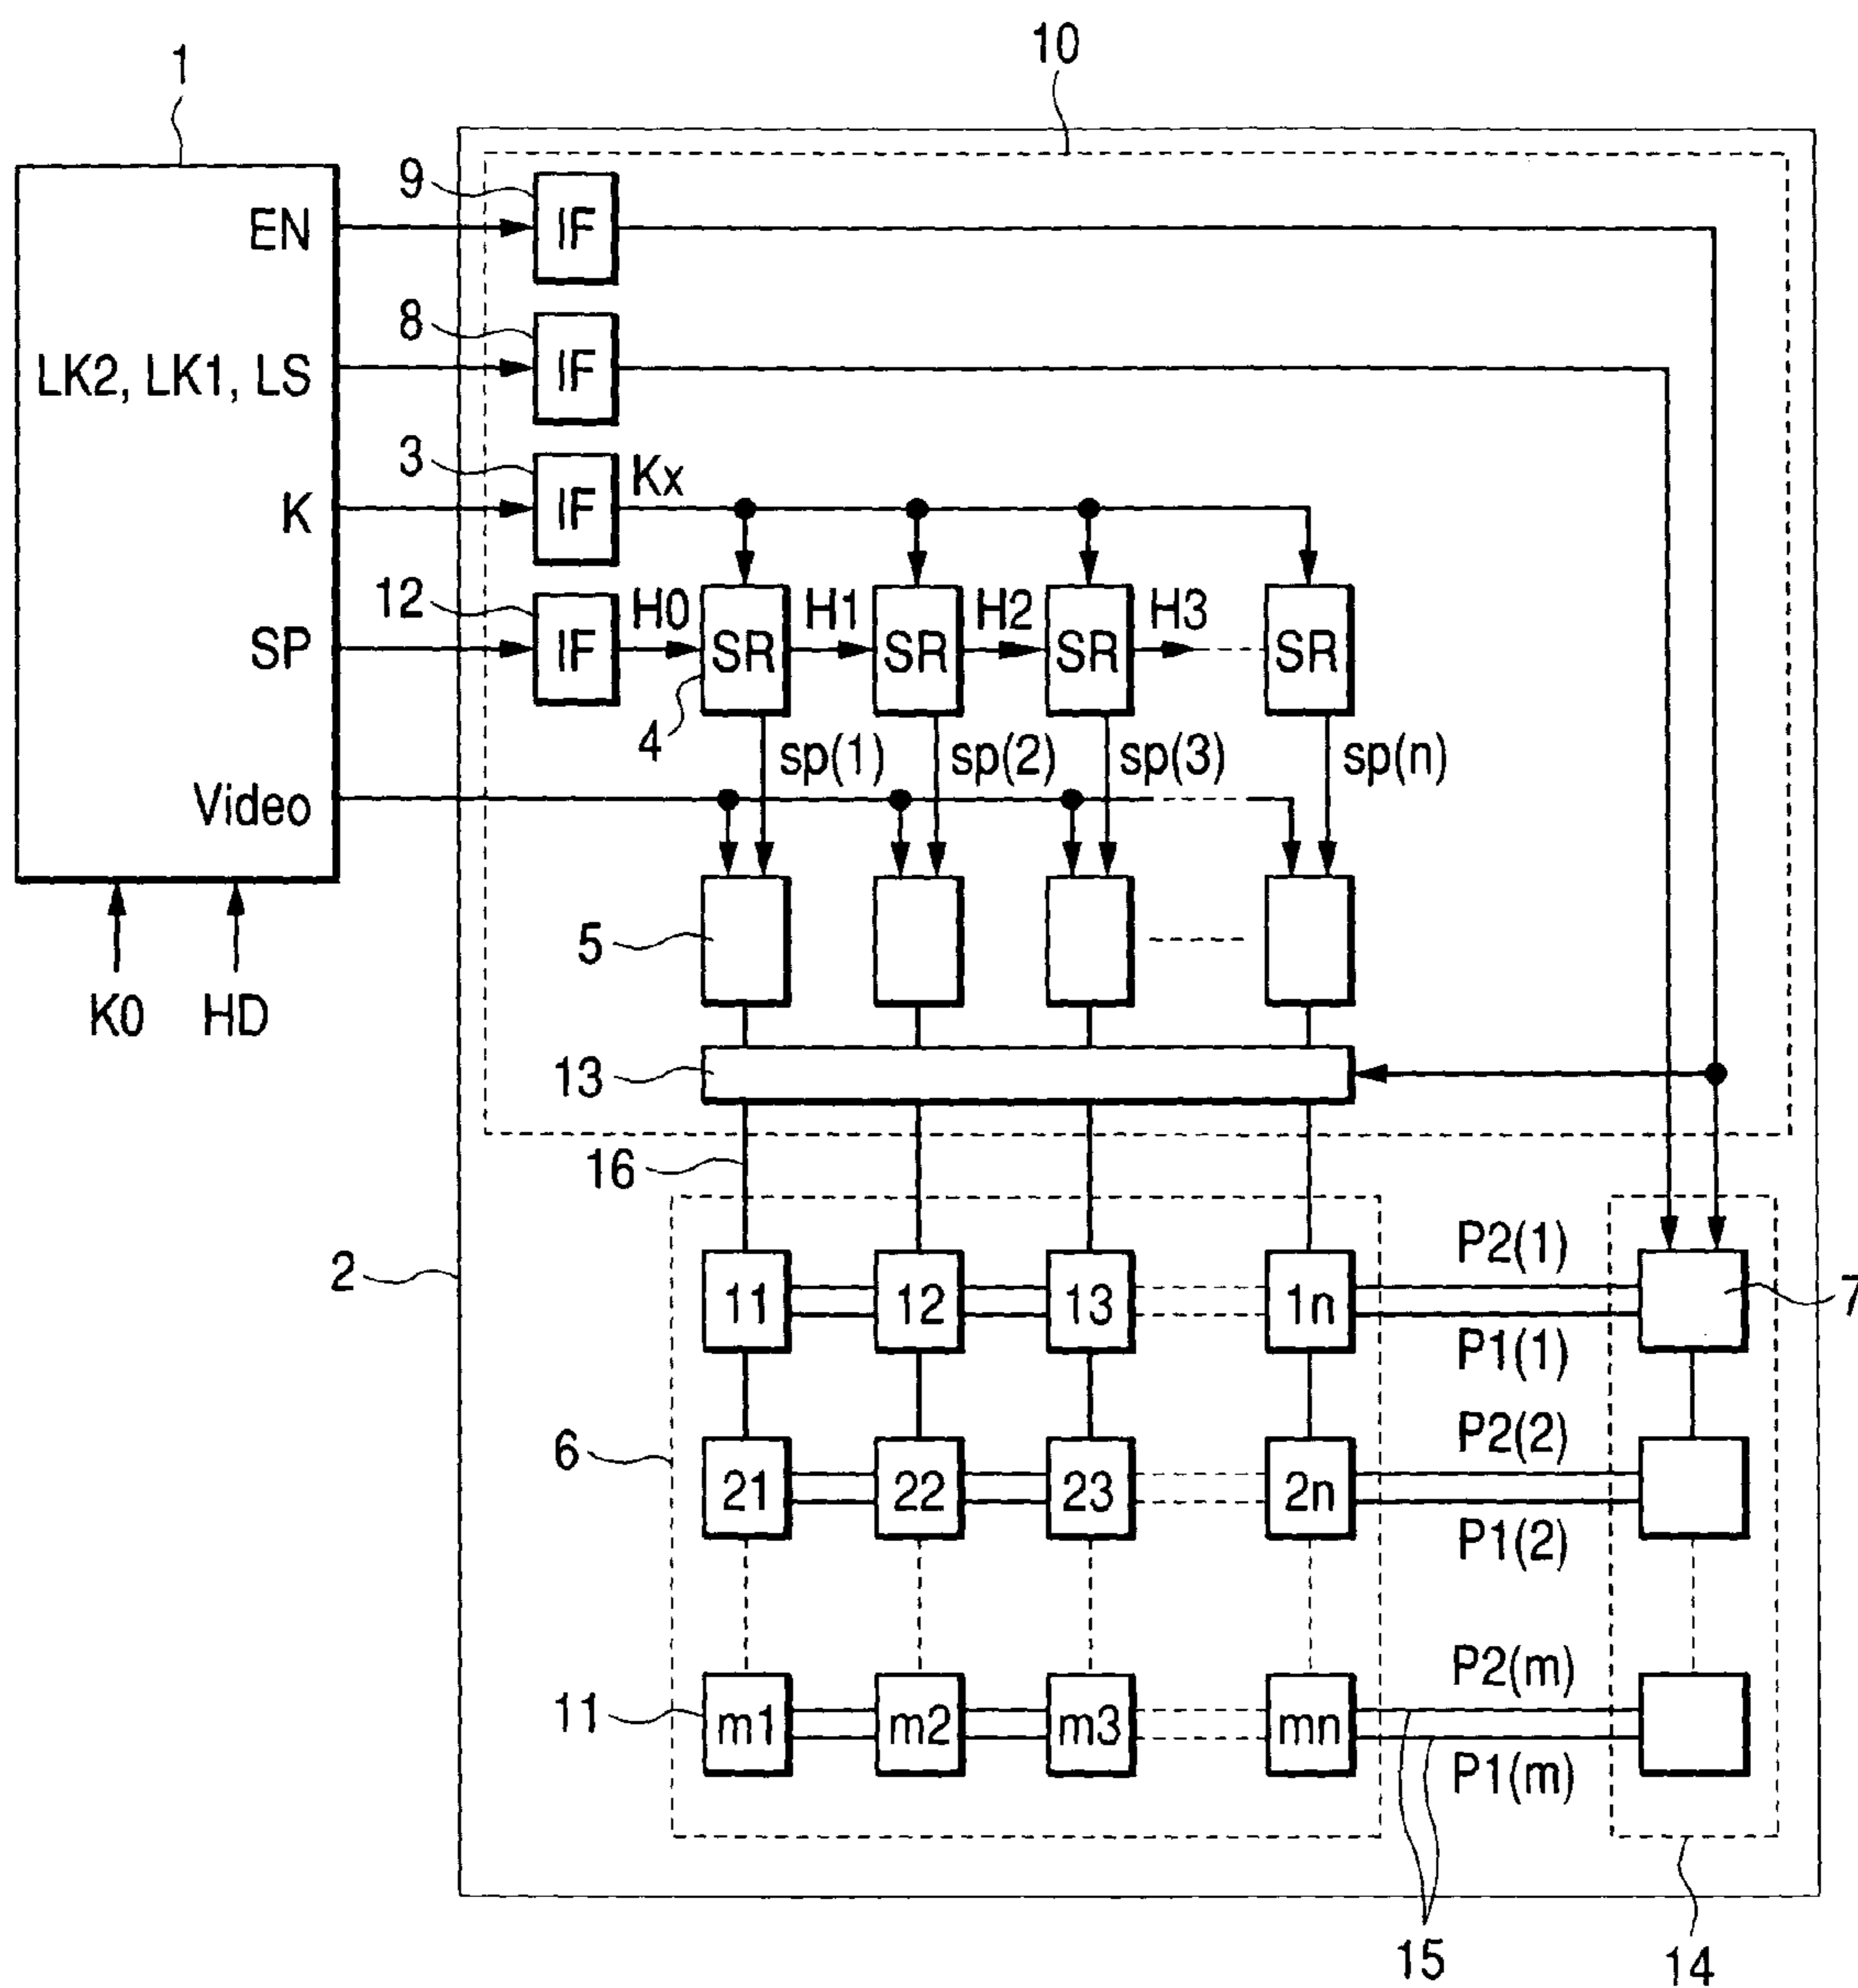 1
10
9
EN
IF
8
LK2, LK1, LS
IF
3
Kx
K
IF
12
H0
H1
H2
H3
SP
IF
SR
SR
SR
SR
4
sp(1)
sp(2)
sp(3)
sp(n)
Video
5
K0
HD
13
16
2
P2(1)
11
12
13
1n
7
P1(1)
P2(2)
6
21
22
23
2n
P1(2)
P2(m)
11
m1
m2
m3
mn
P1(m)
15
14